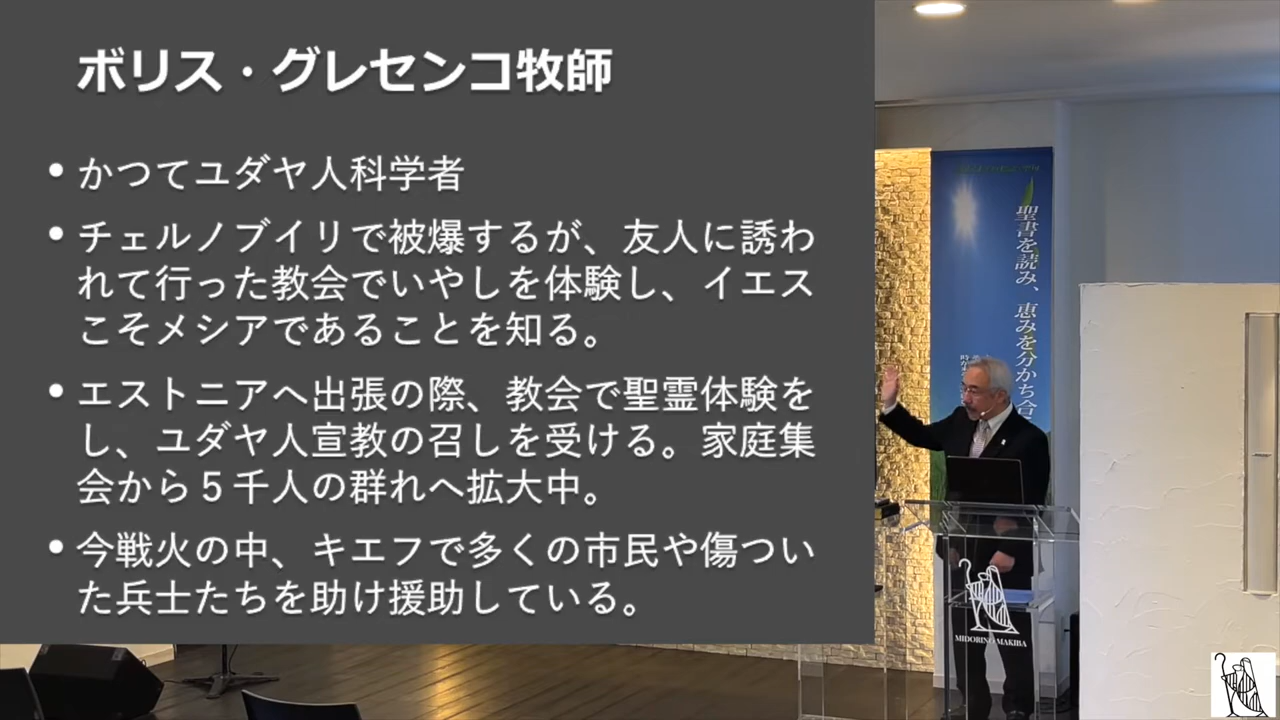 ボリス・グレセンコ牧師
• かつてユダヤ人科学者
• チェルノブイリで被爆するが、友人に誘わ
れて行った教会でいやしを体験し、イエス
こそメシアであることを知る。
• エストニアへ出張の際、教会で聖霊体験を
し、ユダヤ人宣教の召しを受ける。家庭集
会から５千人の群れへ拡大中。
• 今戦火の中、キエフで多くの市民や傷つい
た兵士たちを助け援助している。
聖書を読み、恵みを分かち合
MIDORINO MAKIBA